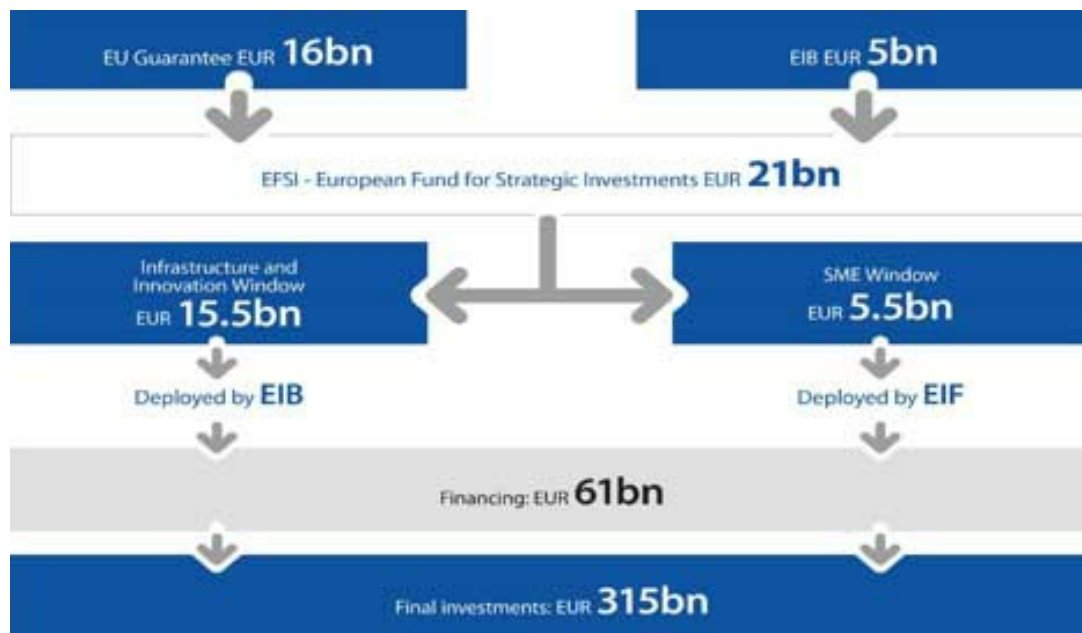 EU Guarantee EUR 16bn
EIB EUR 5bn
EFSI - European Fund for Strategic Investments EUR 21bn
Infrastructure and
Innovation Window
EUR 15.5bn
SME Window
EUR 5.5bn
Deployed by EIB
Deployed by EIF
Financing: EUR 61bn
Final investments: EUR 315bn